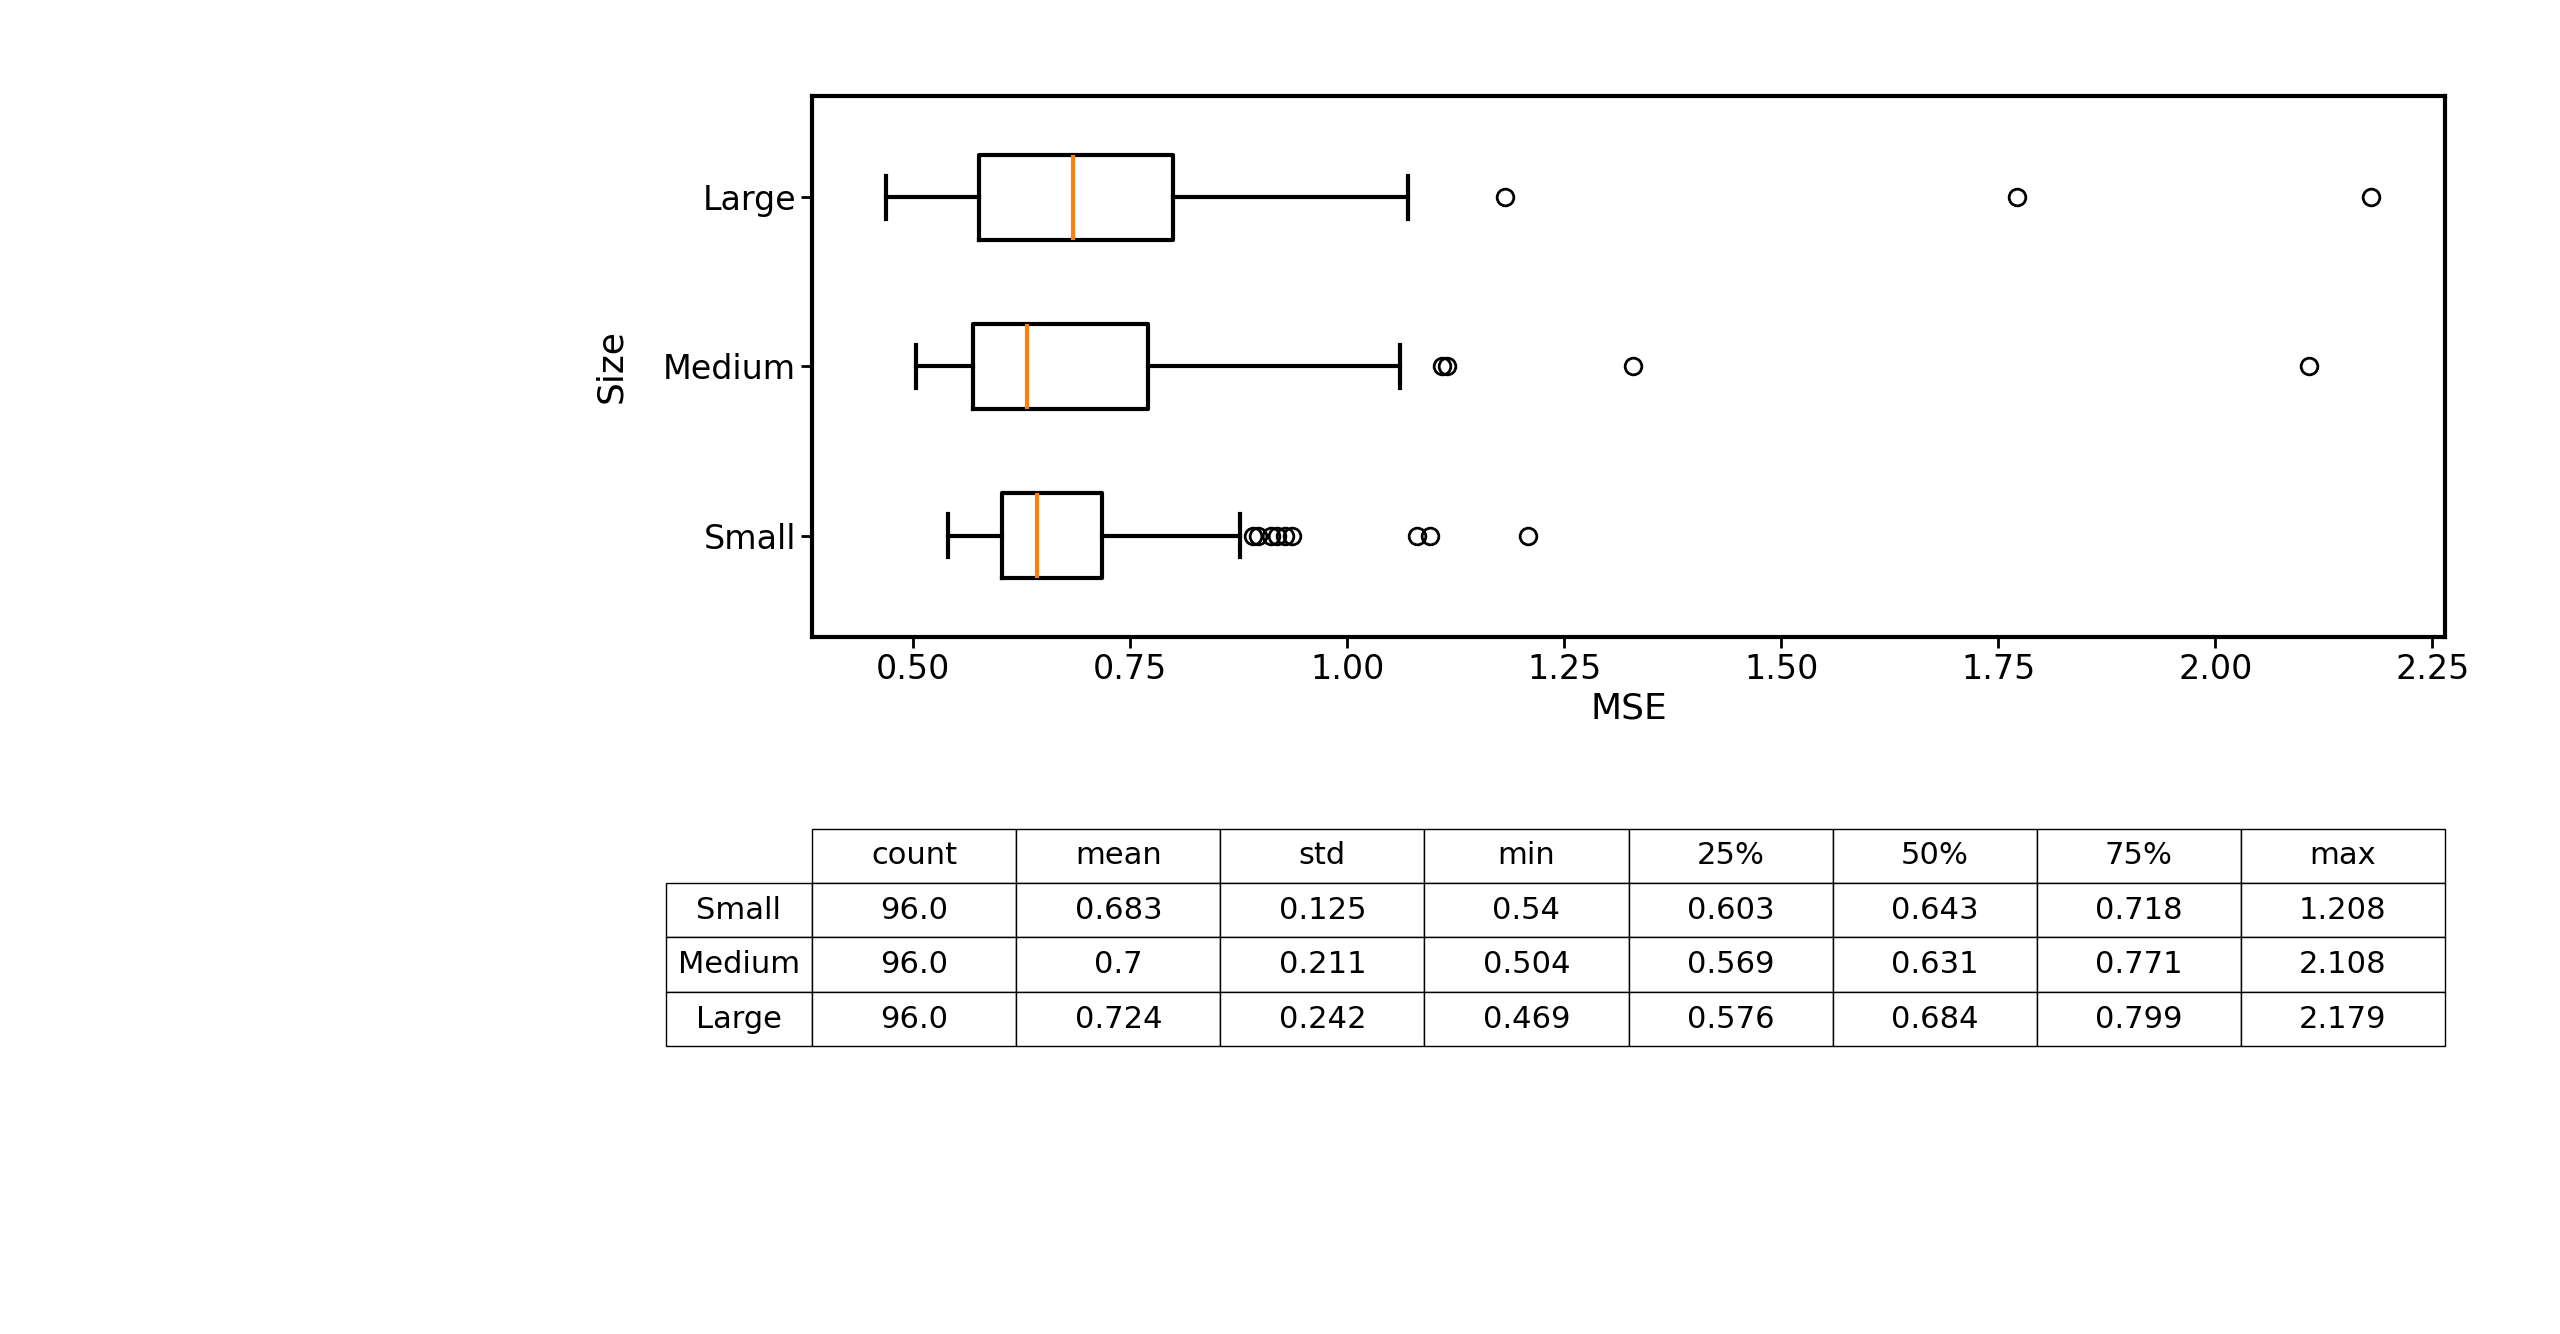 Large
Medium
Small
Size
0.50 0.75 1.00 1.25 1.50 1.75 2.00 2.25
MSE
count mean std min 25% 50% 75% max
Small 96.0 0.683 0.125 0.54 0.603 0.643 0.718 1.208
Medium 96.0 0.7 0.211 0.504 0.569 0.631 0.771 2.108
Large 96.0 0.724 0.242 0.469 0.576 0.684 0.799 2.179